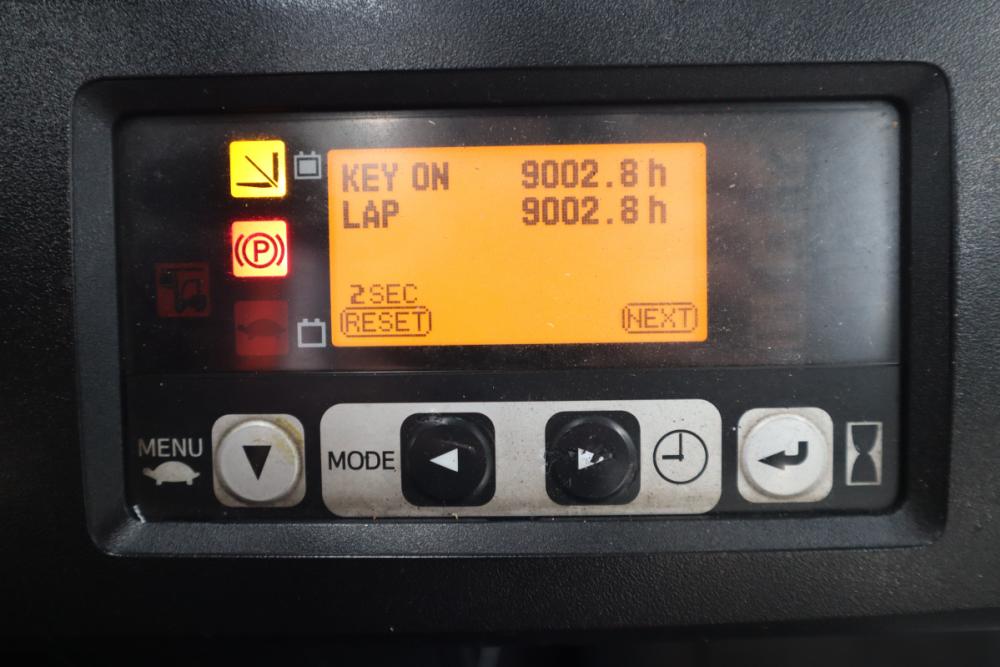 KEY ON 9002.8 h
LAP 9002.8 h
(P)
2SEC
RESET NEXT
MENU
MODE